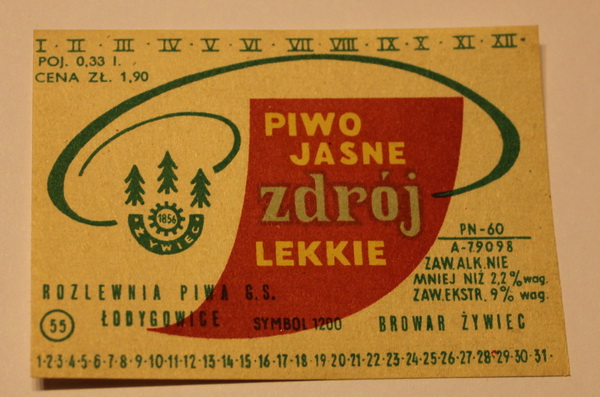 I · II · III · IV · V · VI · VII · VIII · IX · X · XI · XII ·
POJ. 0,33 l.
CENA ZŁ. 1,90
PIWO
JASNE
zdrój
LEKKIE
1856
ŻYWIEC
PN-60
A-79098
ZAW. ALK. NIE
MNIEJ NIŻ 2,2% wag.
ZAW. EKSTR. 9% wag.
ROZLEWNIA PIWA G.S.
55 ŁODYGOWICE SYMBOL 1200 BROWAR ŻYWIEC
1·2·3·4·5·6·7·8·9·10·11·12·13·14·15·16·17·18·19·20·21·22·23·24·25·26·27·28·29·30·31·